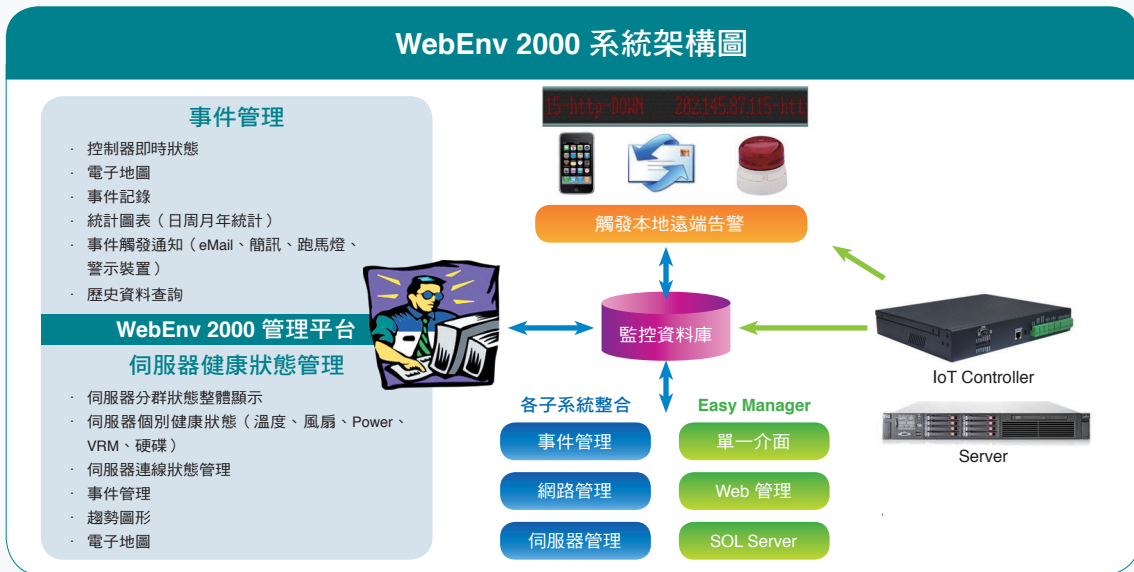 WebEnv 2000 系統架構圖
事件管理
· 控制器即時狀態
· 電子地圖
· 事件記錄
· 統計圖表（日周月年統計）
· 事件觸發通知（eMail、簡訊、跑馬燈、
警示裝置）
· 歷史資料查詢
WebEnv 2000 管理平台
伺服器健康狀態管理
· 伺服器分群狀態整體顯示
· 伺服器個別健康狀態（溫度、風扇、Power、
VRM、硬碟）
· 伺服器連線狀態管理
· 事件管理
· 趨勢圖形
· 電子地圖
15-http-DOWN 202.145.87.115-htt
觸發本地遠端告警
監控資料庫
各子系統整合
事件管理
網路管理
伺服器管理
Easy Manager
單一介面
Web 管理
SOL Server
IoT Controller
Server